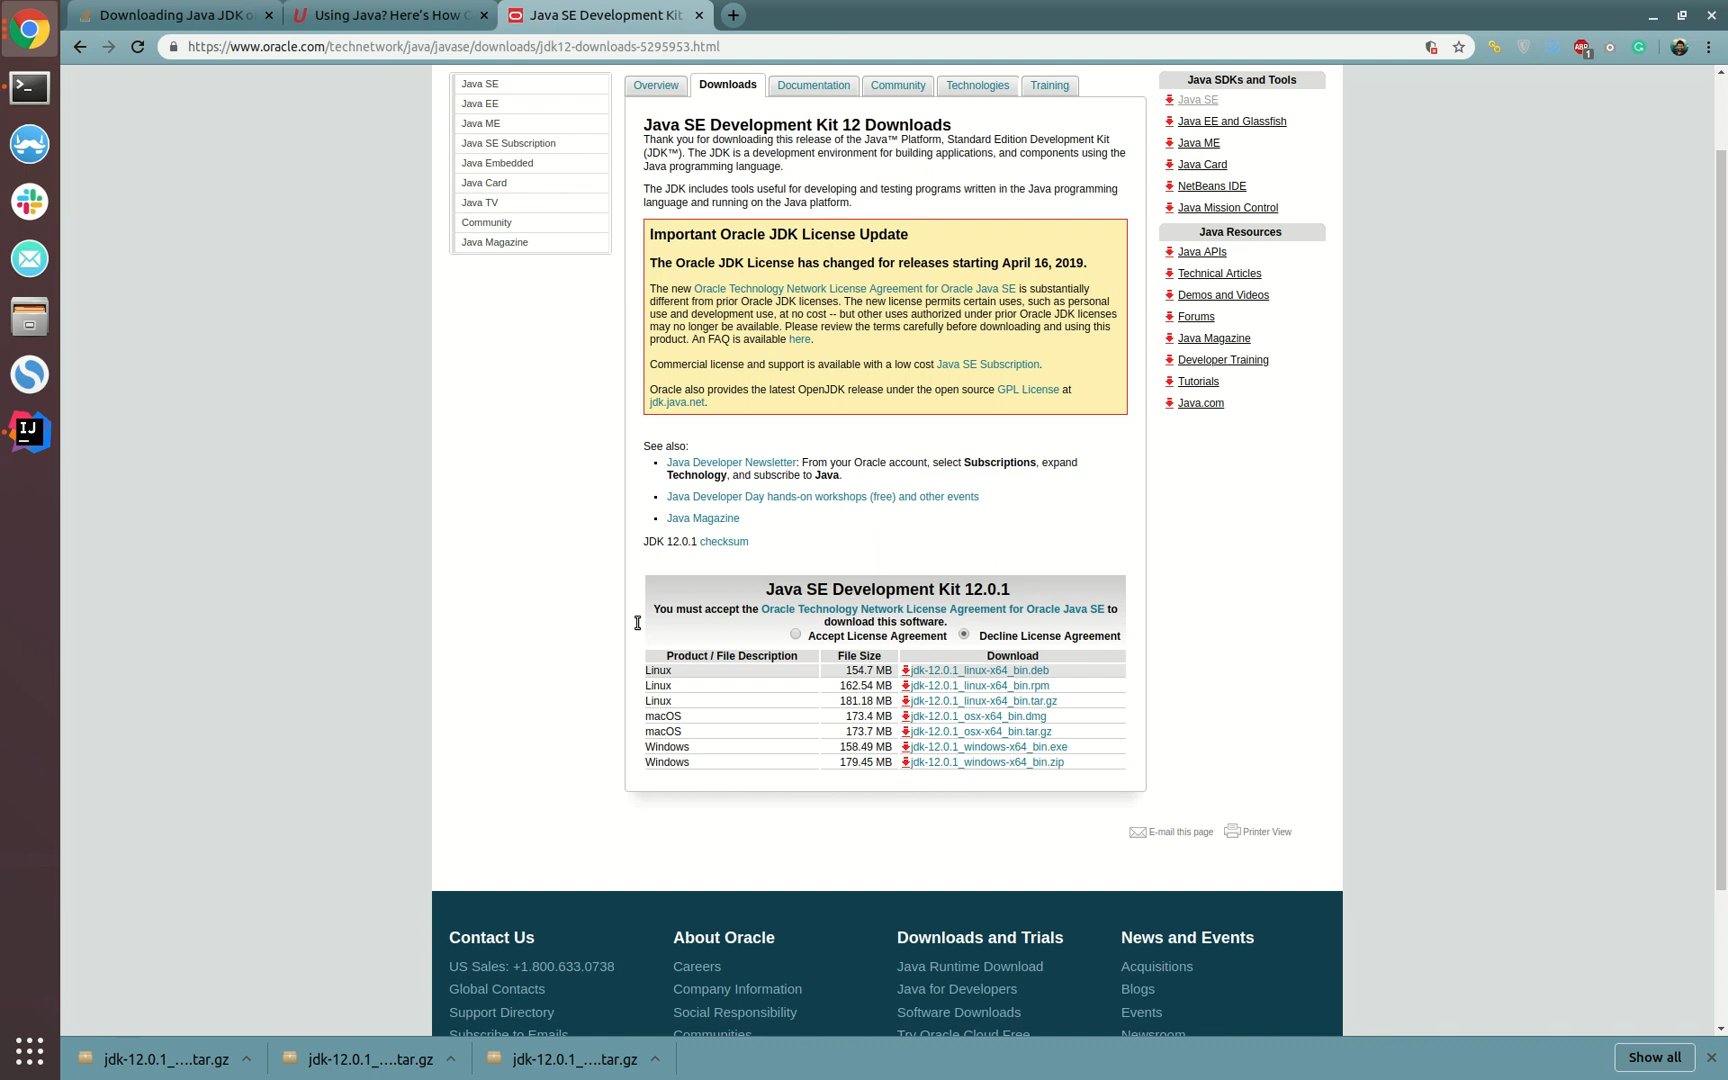 Downloading Java JDK o
Using Java? Here's How C
Java SE Development Kit
https://www.oracle.com/technetwork/java/javase/downloads/jdk12-downloads-5295953.html
ABP
1
Java SE
Java EE
Java ME
Java SE Subscription
Java Embedded
Java Card
Java TV
Community
Java Magazine
Overview
Downloads
Documentation
Community
Technologies
Training
Java SE Development Kit 12 Downloads
Thank you for downloading this release of the Java™ Platform, Standard Edition Development Kit
(JDK™). The JDK is a development environment for building applications, and components using the
Java programming language.
The JDK includes tools useful for developing and testing programs written in the Java programming
language and running on the Java platform.
Important Oracle JDK License Update
The Oracle JDK License has changed for releases starting April 16, 2019.
The new Oracle Technology Network License Agreement for Oracle Java SE is substantially
different from prior Oracle JDK licenses. The new license permits certain uses, such as personal
use and development use, at no cost -- but other uses authorized under prior Oracle JDK licenses
may no longer be available. Please review the terms carefully before downloading and using this
product. An FAQ is available here.
Commercial license and support is available with a low cost Java SE Subscription.
Oracle also provides the latest OpenJDK release under the open source GPL License at
jdk.java.net.
See also:
Java Developer Newsletter: From your Oracle account, select Subscriptions, expand
Technology, and subscribe to Java.
Java Developer Day hands-on workshops (free) and other events
Java Magazine
JDK 12.0.1 checksum
Java SE Development Kit 12.0.1
You must accept the Oracle Technology Network License Agreement for Oracle Java SE to
download this software.
Accept License Agreement Decline License Agreement
Product / File Description File Size Download
Linux 154.7 MB jdk-12.0.1_linux-x64_bin.deb
Linux 162.54 MB jdk-12.0.1_linux-x64_bin.rpm
Linux 181.18 MB jdk-12.0.1_linux-x64_bin.tar.gz
macOS 173.4 MB jdk-12.0.1_osx-x64_bin.dmg
macOS 173.7 MB jdk-12.0.1_osx-x64_bin.tar.gz
Windows 158.49 MB jdk-12.0.1_windows-x64_bin.exe
Windows 179.45 MB jdk-12.0.1_windows-x64_bin.zip
Java SDKs and Tools
Java SE
Java EE and Glassfish
Java ME
Java Card
NetBeans IDE
Java Mission Control
Java Resources
Java APIs
Technical Articles
Demos and Videos
Forums
Java Magazine
Developer Training
Tutorials
Java.com
E-mail this page
Printer View
Contact Us
US Sales: +1.800.633.0738
Global Contacts
Support Directory
Subscribe to Emails
About Oracle
Careers
Company Information
Social Responsibility
Communities
Downloads and Trials
Java Runtime Download
Java for Developers
Software Downloads
Try Oracle Cloud Free
News and Events
Acquisitions
Blogs
Events
Newsroom
IJ
jdk-12.0.1_....tar.gz
jdk-12.0.1_....tar.gz
jdk-12.0.1_....tar.gz
Show all